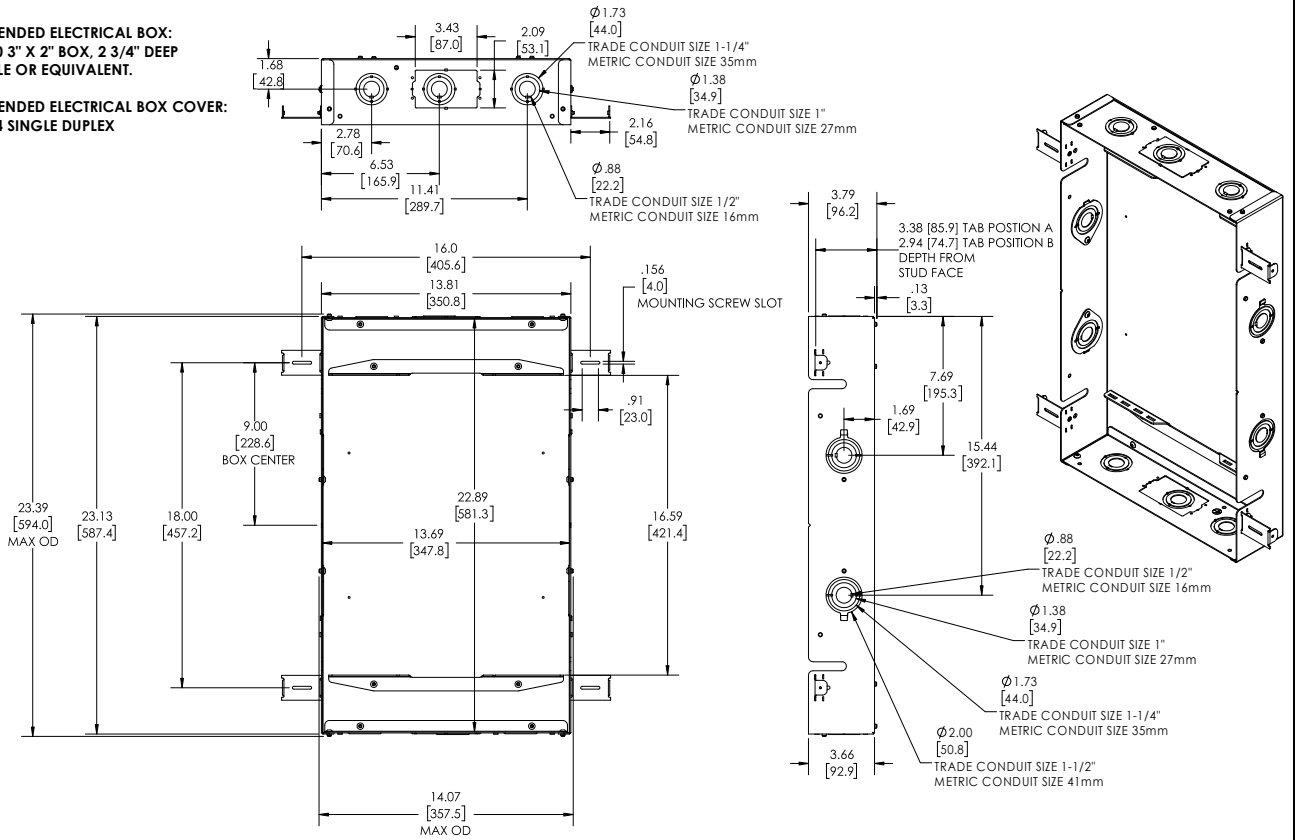 ENDED ELECTRICAL BOX:
3" X 2" BOX, 2 3/4" DEEP
LE OR EQUIVALENT.
ENDED ELECTRICAL BOX COVER:
SINGLE DUPLEX
1.68
[42.8]
3.43
[87.0]
2.09
[53.1]
Ø1.73
[44.0]
TRADE CONDUIT SIZE 1-1/4"
METRIC CONDUIT SIZE 35mm
Ø1.38
[34.9]
TRADE CONDUIT SIZE 1"
METRIC CONDUIT SIZE 27mm
2.16
[54.8]
2.78
[70.6]
6.53
[165.9]
11.41
[289.7]
Ø.88
[22.2]
TRADE CONDUIT SIZE 1/2"
METRIC CONDUIT SIZE 16mm
16.0
[405.6]
13.81
[350.8]
.156
[4.0]
MOUNTING SCREW SLOT
.91
[23.0]
9.00
[228.6]
BOX CENTER
23.39
[594.0]
MAX OD
23.13
[587.4]
18.00
[457.2]
22.89
[581.3]
13.69
[347.8]
16.59
[421.4]
14.07
[357.5]
MAX OD
3.79
[96.2]
3.38 [85.9] TAB POSTION A
2.94 [74.7] TAB POSITION B
DEPTH FROM
STUD FACE
.13
[3.3]
7.69
[195.3]
1.69
[42.9]
15.44
[392.1]
Ø.88
[22.2]
TRADE CONDUIT SIZE 1/2"
METRIC CONDUIT SIZE 16mm
Ø1.38
[34.9]
TRADE CONDUIT SIZE 1"
METRIC CONDUIT SIZE 27mm
Ø1.73
[44.0]
TRADE CONDUIT SIZE 1-1/4"
METRIC CONDUIT SIZE 35mm
Ø2.00
[50.8]
TRADE CONDUIT SIZE 1-1/2"
METRIC CONDUIT SIZE 41mm
3.66
[92.9]